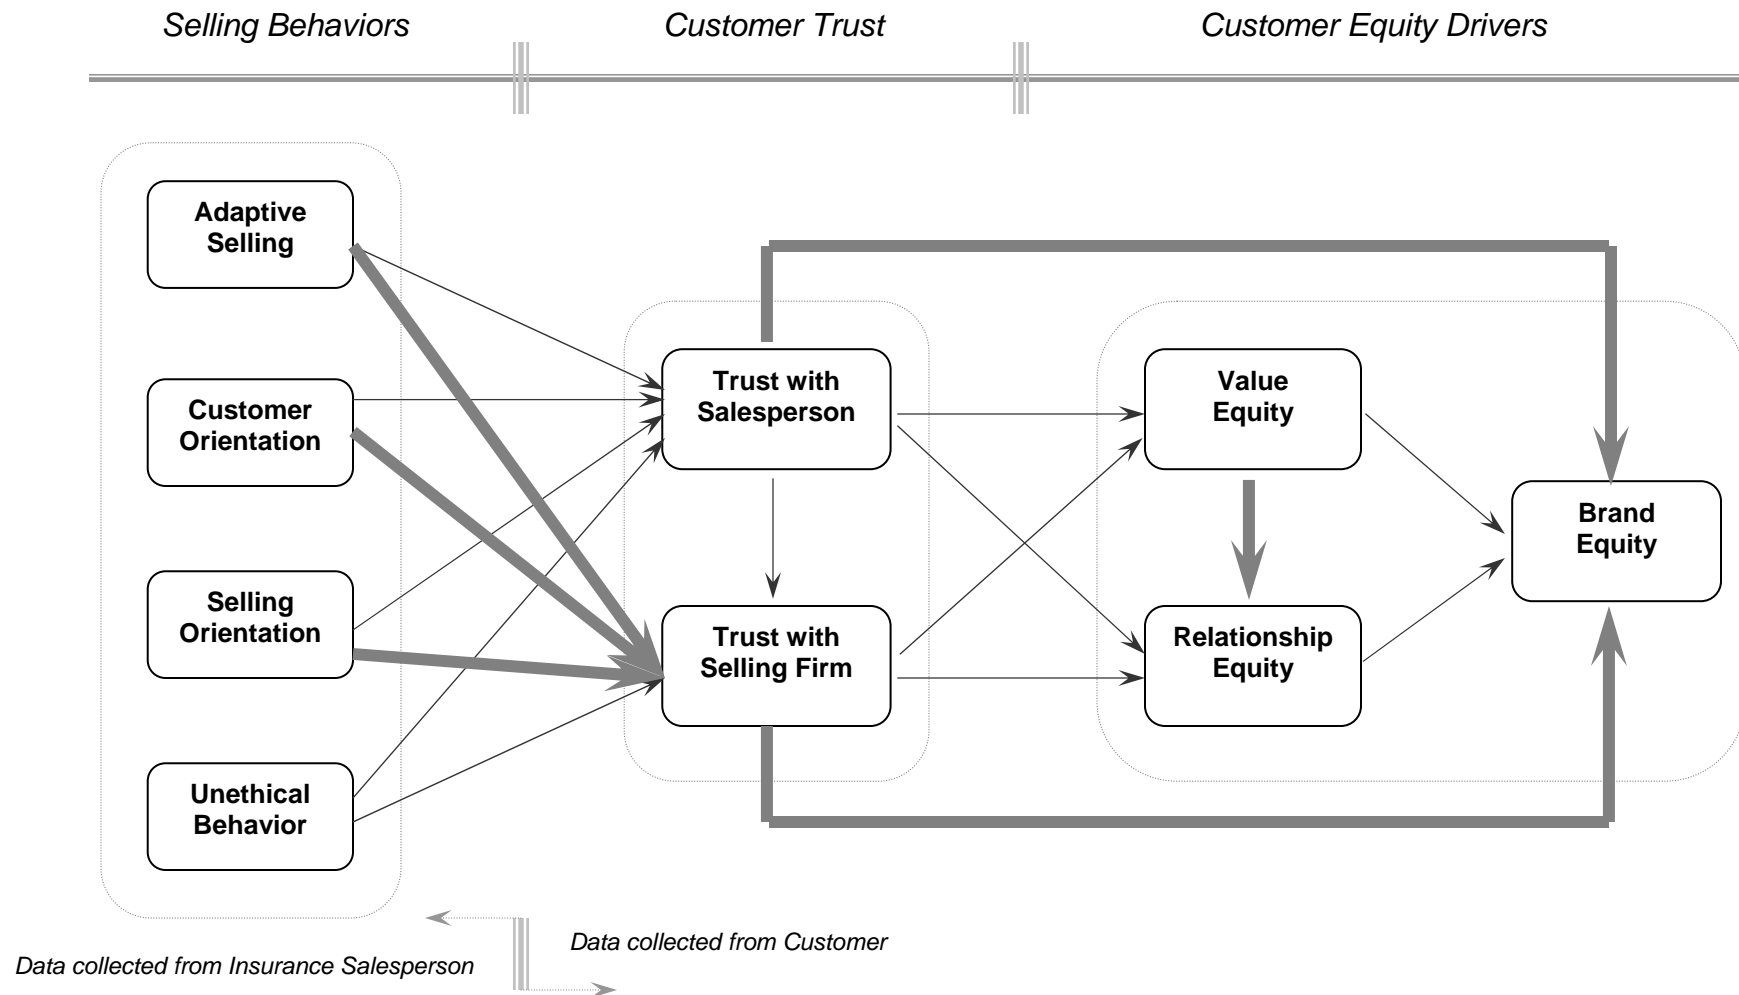 Selling Behaviors
Customer Trust
Customer Equity Drivers
Adaptive
Selling
Customer
Orientation
Selling
Orientation
Unethical
Behavior
Trust with
Salesperson
Trust with
Selling Firm
Value
Equity
Relationship
Equity
Brand
Equity
Data collected from Customer
Data collected from Insurance Salesperson